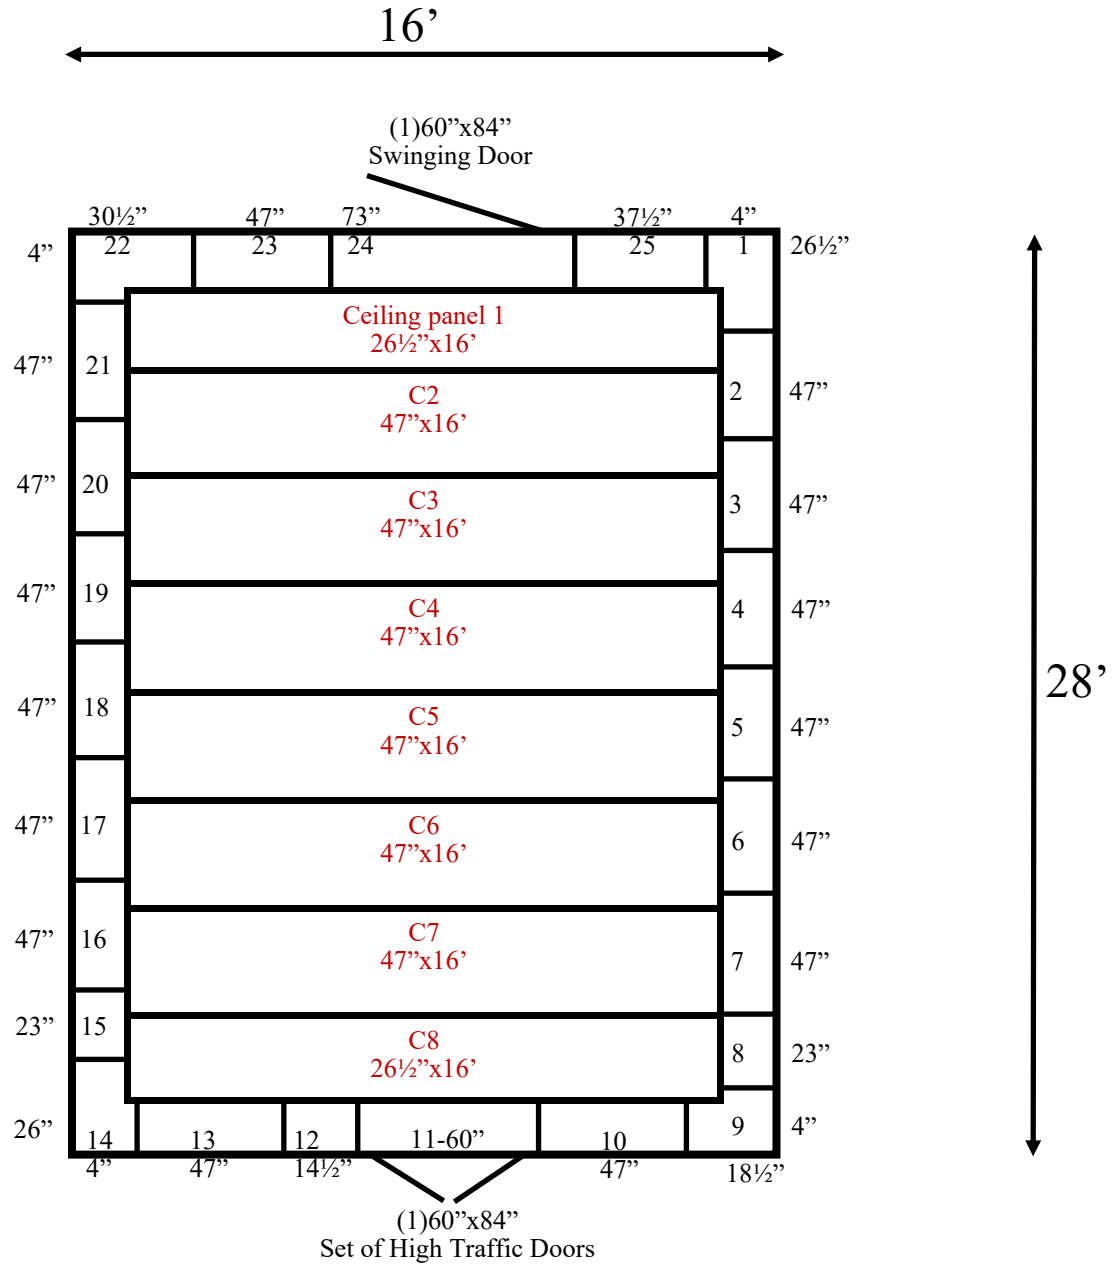 16’
(1)60”x84”
Swinging Door
30½” 47” 73” 37½” 4”
4” 22 23 24 25 1 26½”
Ceiling panel 1
26½”x16’
47” 21 2 47”
C2
47”x16’
47” 20 3 47”
C3
47”x16’
47” 19 4 47”
C4
47”x16’
28’
47” 18 5 47”
C5
47”x16’
47” 17 6 47”
C6
47”x16’
47” 16 7 47”
C7
47”x16’
23” 15 8 23”
C8
26½”x16’
26” 9 4”
14 13 12 11-60” 10
4” 47” 14½” 47” 18½”
(1)60”x84”
Set of High Traffic Doors